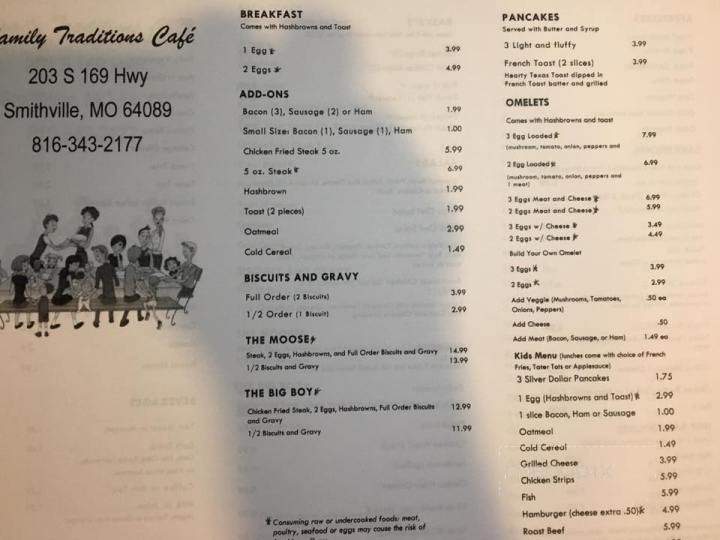 Family Traditions Café
203 S 169 Hwy
Smithville, MO 64089
816-343-2177
BREAKFAST
Comes with Hashbrowns and Toast
1 Egg* 3.99
2 Eggs* 4.99
ADD-ONS
Bacon (3), Sausage (2) or Ham 1.99
Small Size: Bacon (1), Sausage (1), Ham 1.00
Chicken Fried Steak 5 oz. 5.99
5 oz. Steak* 6.99
Hashbrown 1.99
Toast (2 pieces) 1.99
Oatmeal 2.99
Cold Cereal 1.49
BISCUITS AND GRAVY
Full Order (2 Biscuits) 3.99
1/2 Order (1 Biscuit) 2.99
THE MOOSE*
Steak, 2 Eggs, Hashbrowns, and Full Order Biscuits and Gravy 14.99
1/2 Biscuits and Gravy 13.99
THE BIG BOY*
Chicken Fried Steak, 2 Eggs, Hashbrowns, Full Order Biscuits 12.99
and Gravy
1/2 Biscuits and Gravy 11.99
* Consuming raw or undercooked foods: meat,
poultry, seafood or eggs may cause the risk of
PANCAKES
Served with Butter and Syrup
3 Light and fluffy 3.99
French Toast (2 slices) 3.99
Hearty Texas Toast dipped in
French Toast batter and grilled
OMELETS
Comes with Hashbrowns and toast
3 Egg Loaded* 7.99
(mushroom, tomato, onion, peppers and
2 Egg Loaded* 6.99
(mushroom, tomato, onion, peppers and
1 meat)
3 Eggs Meat and Cheese* 6.99
2 Eggs Meat and Cheese* 5.99
3 Eggs w/ Cheese* 3.49
2 Eggs w/ Cheese* 4.49
Build Your Own Omelet
3 Eggs* 3.99
2 Eggs* 2.99
Add Veggie (Mushrooms, Tomatoes, .50 ea
Onions, Peppers)
Add Cheese .50
Add Meat (Bacon, Sausage, or Ham) 1.49 ea
Kids Menu (lunches come with choice of French
Fries, Tater Tots or Applesauce)
3 Silver Dollar Pancakes 1.75
1 Egg (Hashbrowns and Toast)* 2.99
1 slice Bacon, Ham or Sausage 1.00
Oatmeal 1.99
Cold Cereal 1.49
Grilled Cheese 3.99
Chicken Strips 5.99
Fish 5.99
Hamburger (cheese extra .50)* 4.99
Roast Beef 5.99